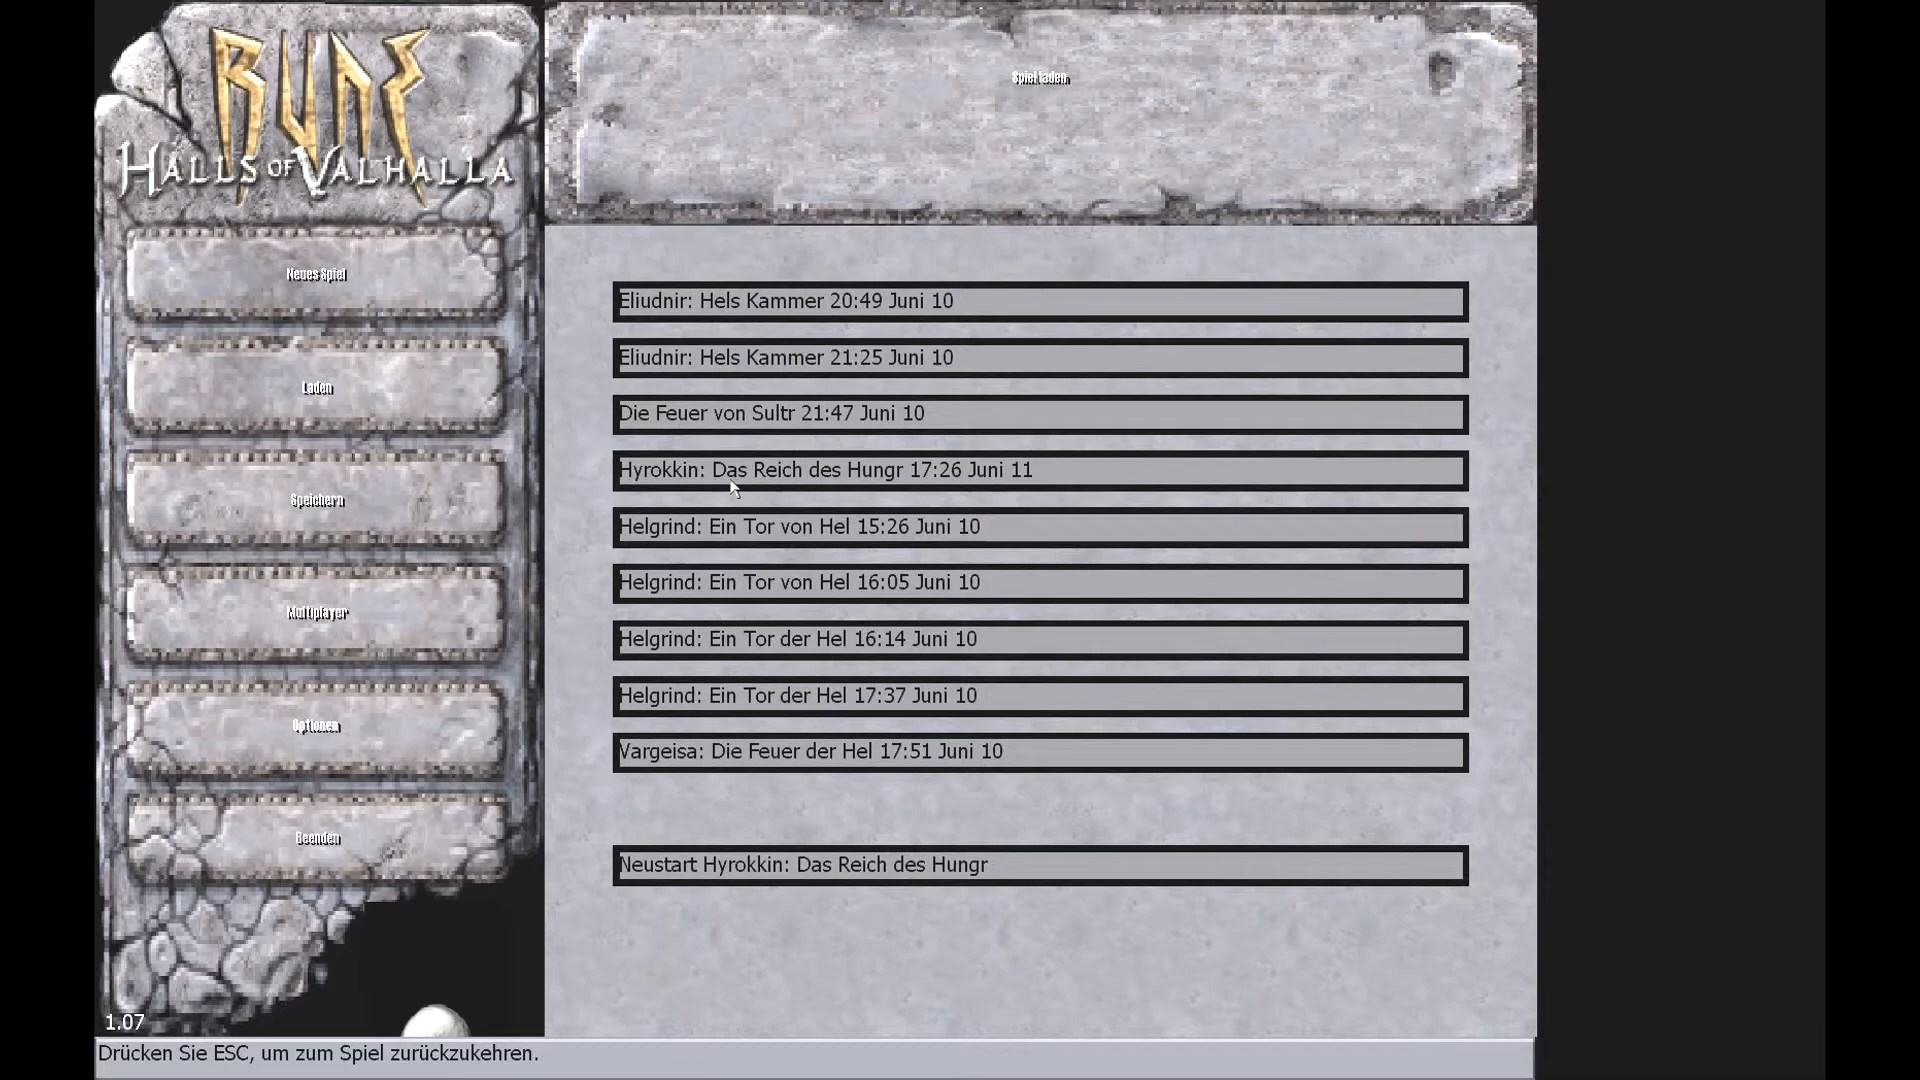 RUNE
HALLS OF VALHALLA
Neues Spiel
Laden
Speichern
Multiplayer
Optionen
Beenden
1.07
Spiel laden
Eliudnir: Hels Kammer 20:49 Juni 10
Eliudnir: Hels Kammer 21:25 Juni 10
Die Feuer von Sultr 21:47 Juni 10
Hyrokkin: Das Reich des Hungr 17:26 Juni 11
Helgrind: Ein Tor von Hel 15:26 Juni 10
Helgrind: Ein Tor von Hel 16:05 Juni 10
Helgrind: Ein Tor der Hel 16:14 Juni 10
Helgrind: Ein Tor der Hel 17:37 Juni 10
Vargeisa: Die Feuer der Hel 17:51 Juni 10
Neustart Hyrokkin: Das Reich des Hungr
Drücken Sie ESC, um zum Spiel zurückzukehren.